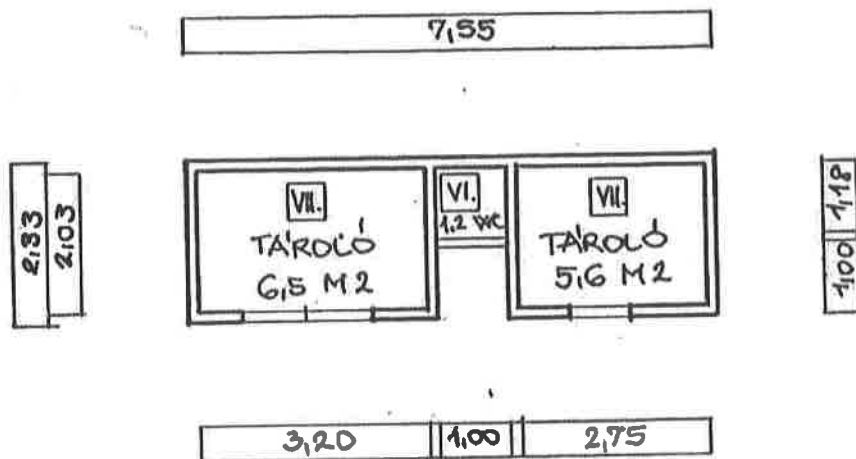 7,55
2,33
2,03
VII.
TÁROLÓ
6,5 M2
VI.
1.2 WC
VII.
TÁROLÓ
5,6 M2
1,18
1,00
3,20
1,00
2,75